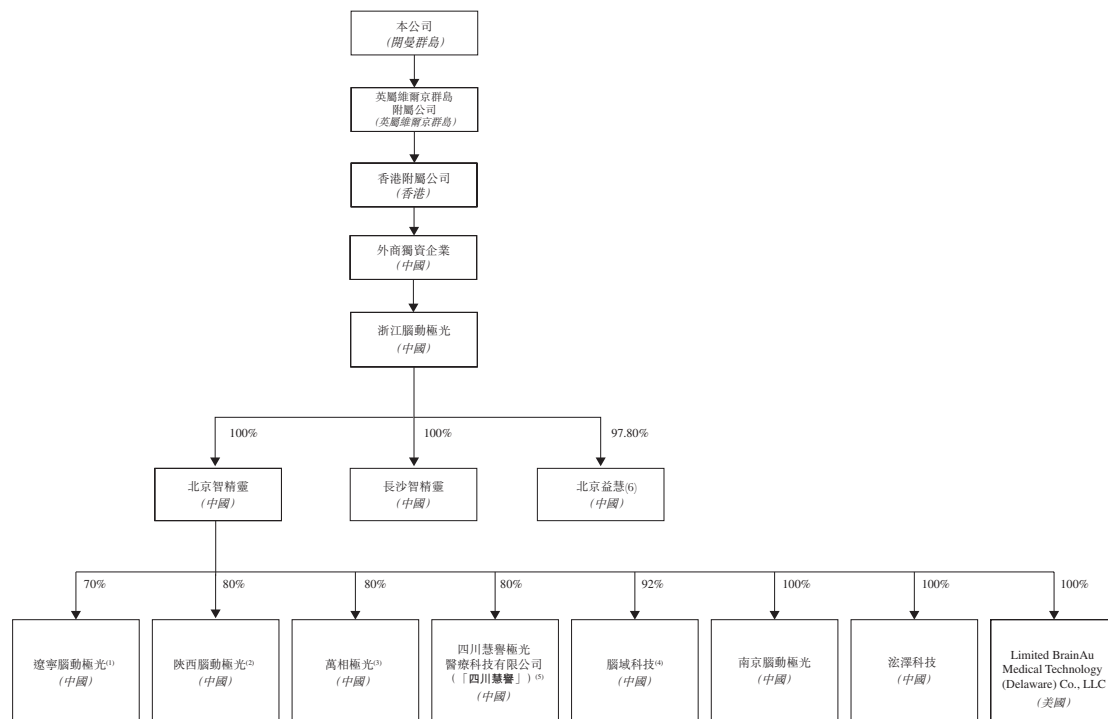 本公司
(開曼群島)
英屬維爾京群島
附屬公司
(英屬維爾京群島)
香港附屬公司
(香港)
外商獨資企業
(中國)
浙江腦動極光
(中國)
100%
100%
97.80%
北京智精靈
(中國)
長沙智精靈
(中國)
北京益慧(6)
(中國)
70%
80%
80%
80%
92%
100%
100%
100%
遼寧腦動極光(1)
(中國)
陝西腦動極光(2)
(中國)
萬相極光(3)
(中國)
四川慧譽極光
醫療科技有限公司
(「四川慧譽」)(5)
(中國)
腦域科技(4)
(中國)
南京腦動極光
(中國)
浤澤科技
(中國)
Limited BrainAu
Medical Technology
(Delaware) Co., LLC
(美國)